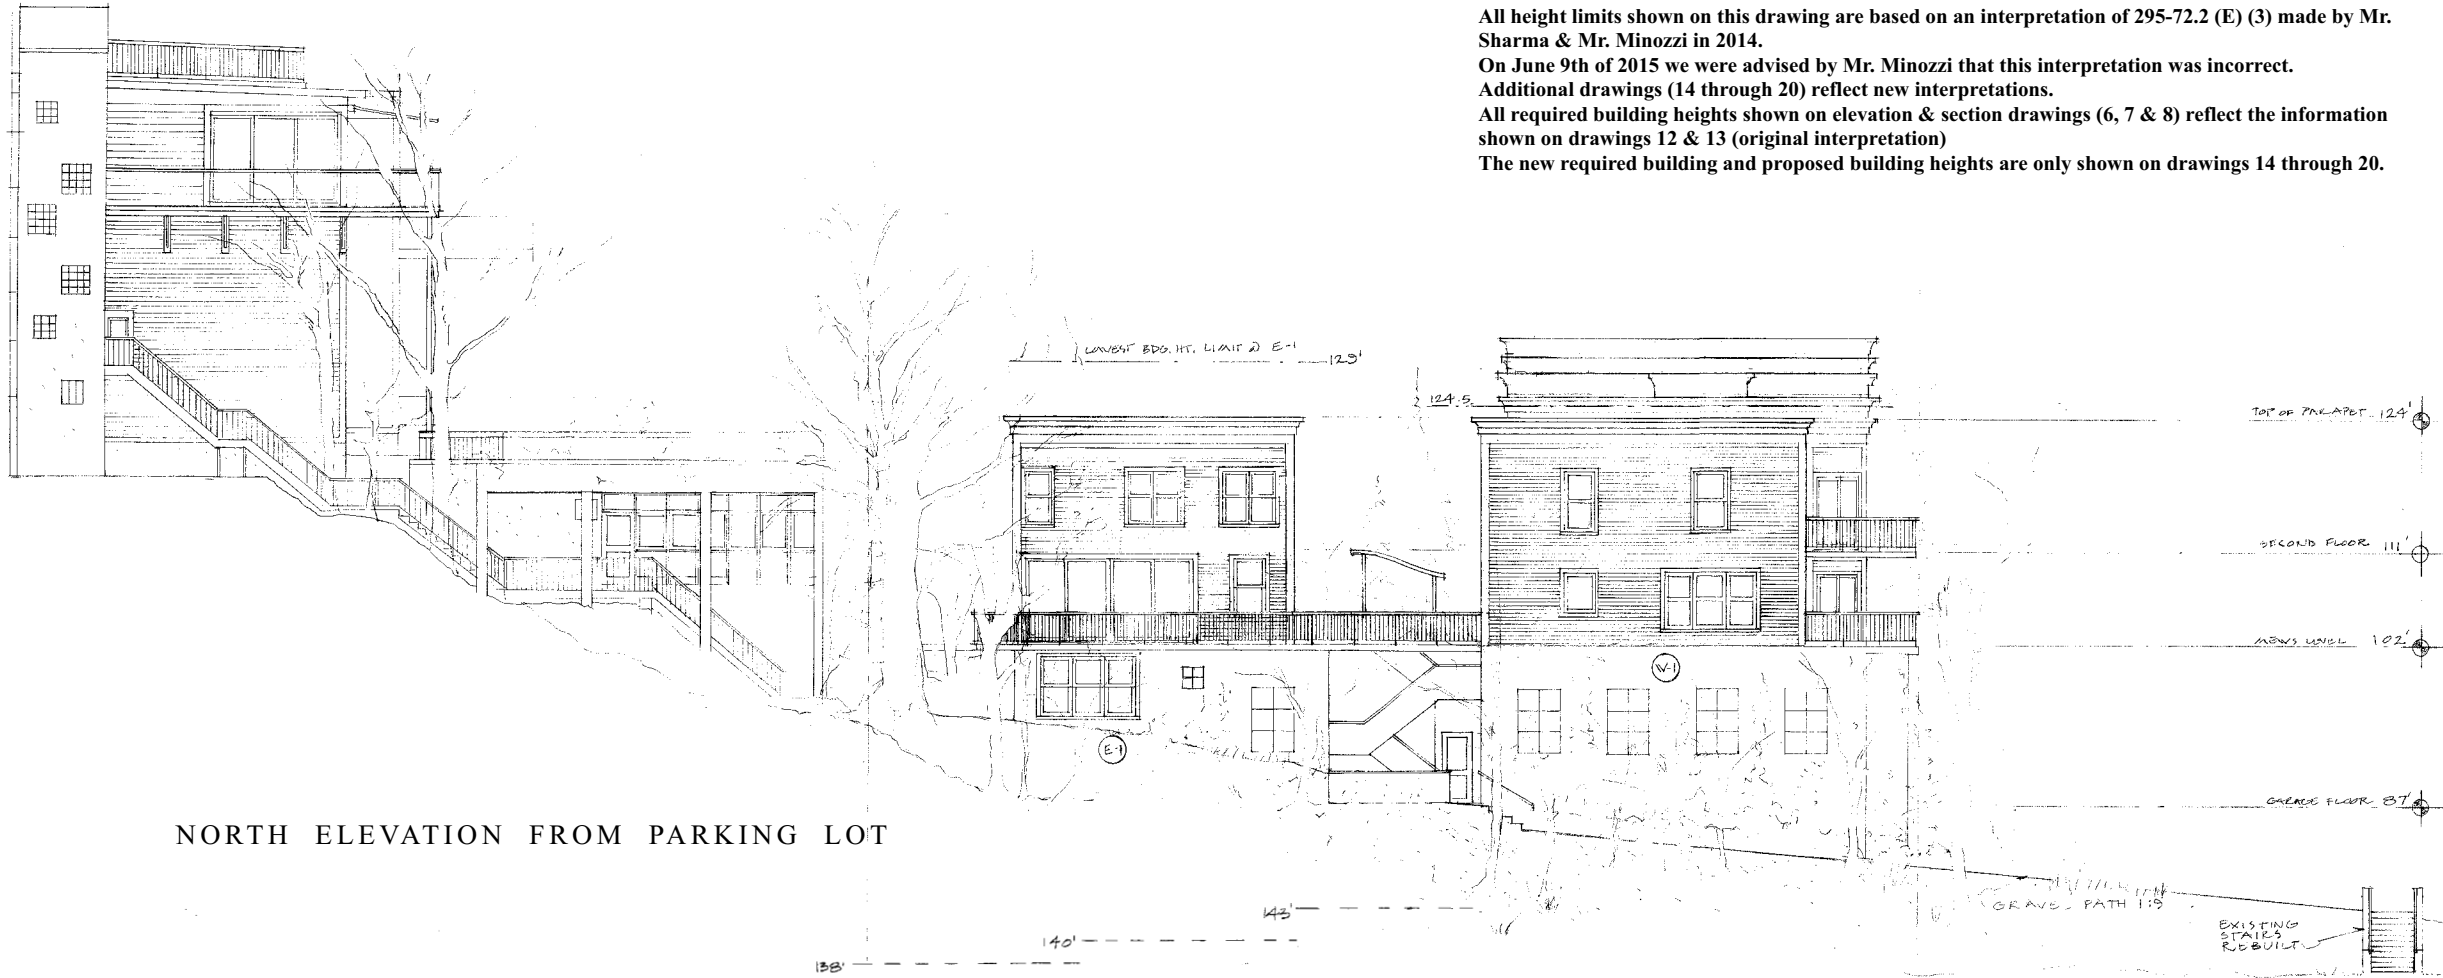 All height limits shown on this drawing are based on an interpretation of 295-72.2 (E) (3) made by Mr.
Sharma & Mr. Minozzi in 2014.
On June 9th of 2015 we were advised by Mr. Minozzi that this interpretation was incorrect.
Additional drawings (14 through 20) reflect new interpretations.
All required building heights shown on elevation & section drawings (6, 7 & 8) reflect the information
shown on drawings 12 & 13 (original interpretation)
The new required building and proposed building heights are only shown on drawings 14 through 20.
LOWEST BDG. HT. LIMIT @ E-1
129'
124.5
TOP OF PARAPET 124'
SECOND FLOOR 111'
MEWS LEVEL 102'
W-1
E-1
GARAGE FLOOR 87'
NORTH ELEVATION FROM PARKING LOT
GRAVEL PATH 1:9
143'
EXISTING
STAIRS
REBUILT
140'
138'